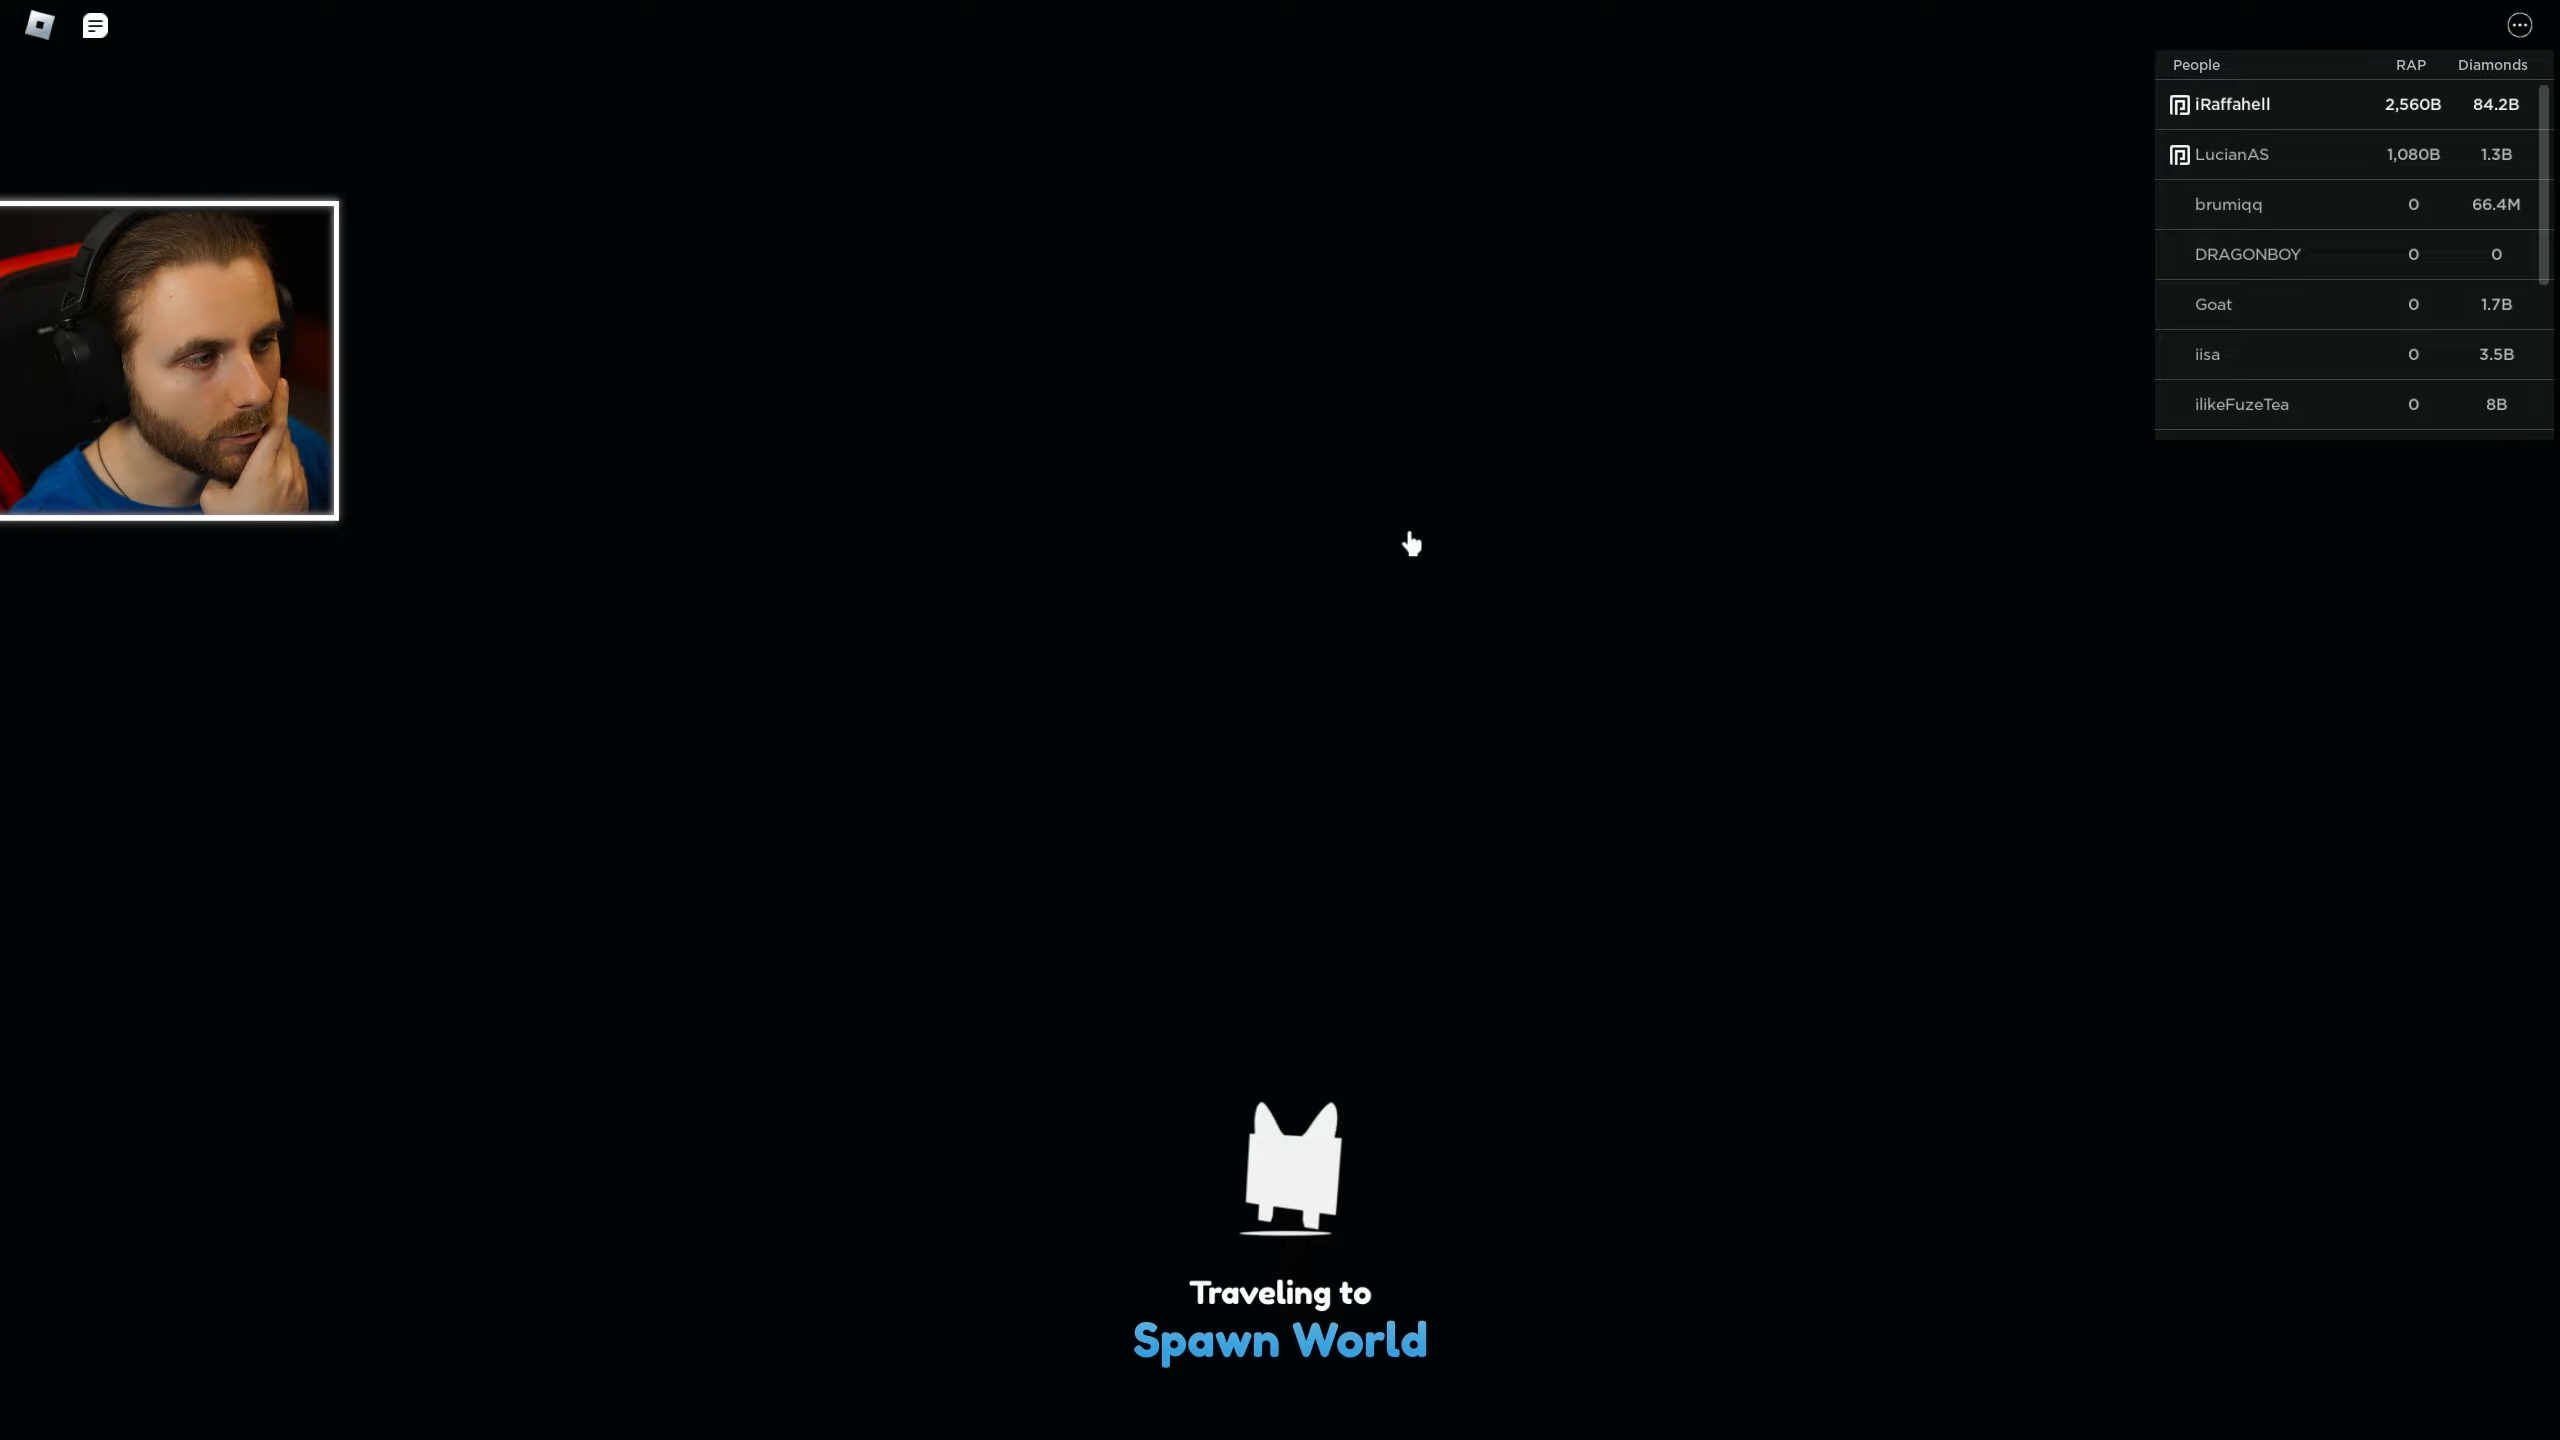 People RAP Diamonds
iRaffahell 2,560B 84.2B
LucianAS 1,080B 1.3B
brumiqq 0 66.4M
DRAGONBOY 0 0
Goat 0 1.7B
iisa 0 3.5B
ilikeFuzeTea 0 8B
Traveling to
Spawn World